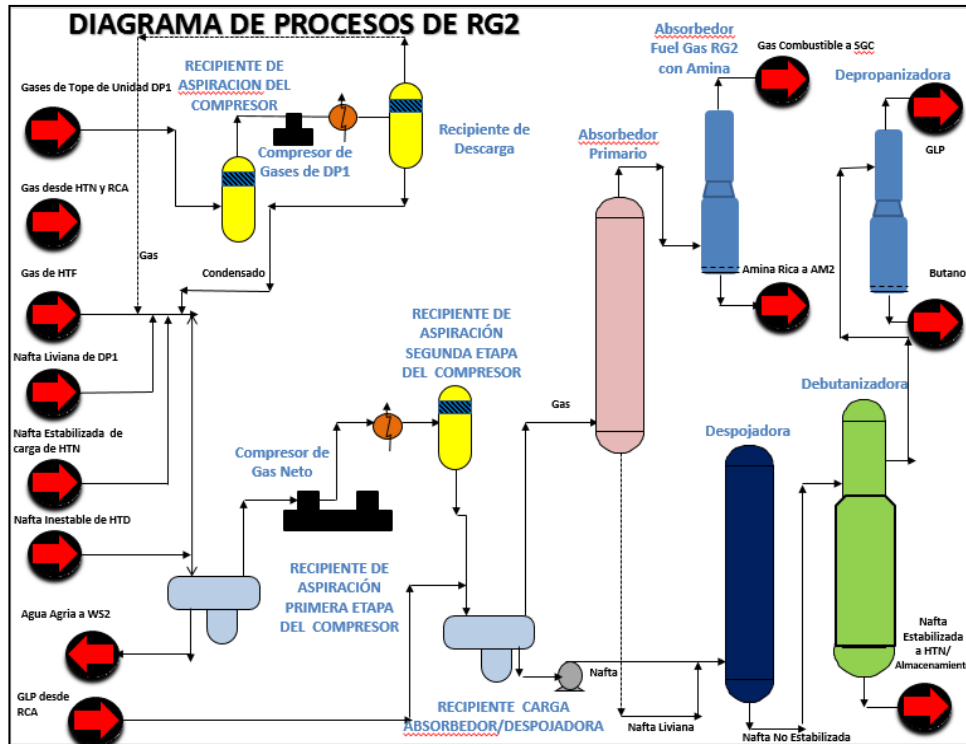 DIAGRAMA DE PROCESOS DE RG2
Gases de Tope de Unidad DP1
RECIPIENTE DE
ASPIRACION DEL
COMPRESOR
Compresor de
Gases de DP1
Recipiente de
Descarga
Absorbedor
Fuel Gas RG2
con Amina
Gas Combustible a SGC
Depropanizadora
GLP
Absorbedor
Primario
Gas desde HTN y RCA
Gas
Condensado
Gas de HTF
Amina Rica a AM2
Butano
Nafta Liviana de DP1
RECIPIENTE DE
ASPIRACIÓN
SEGUNDA ETAPA
DEL COMPRESOR
Gas
Debutanizadora
Nafta Estabilizada de
carga de HTN
Compresor de
Gas Neto
Despojadora
Nafta Inestable de HTD
RECIPIENTE DE
ASPIRACIÓN
PRIMERA ETAPA
DEL COMPRESOR
Agua Agria a WS2
Nafta
Estabilizada
a HTN/
Almacenamiento
GLP desde
RCA
Nafta
RECIPIENTE CARGA
ABSORBEDOR/DESPOJADORA
Nafta Liviana
Nafta No Estabilizada